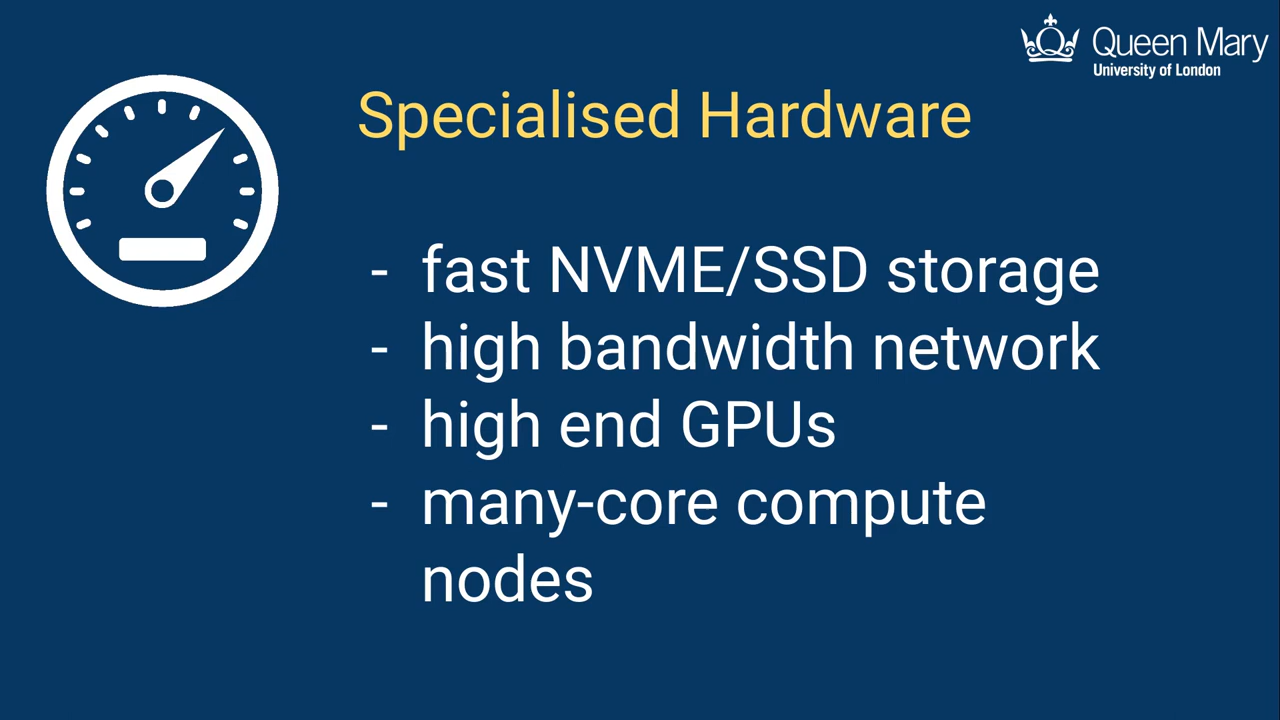 Queen Mary
University of London
Specialised Hardware
- fast NVME/SSD storage
- high bandwidth network
- high end GPUs
- many-core compute
nodes